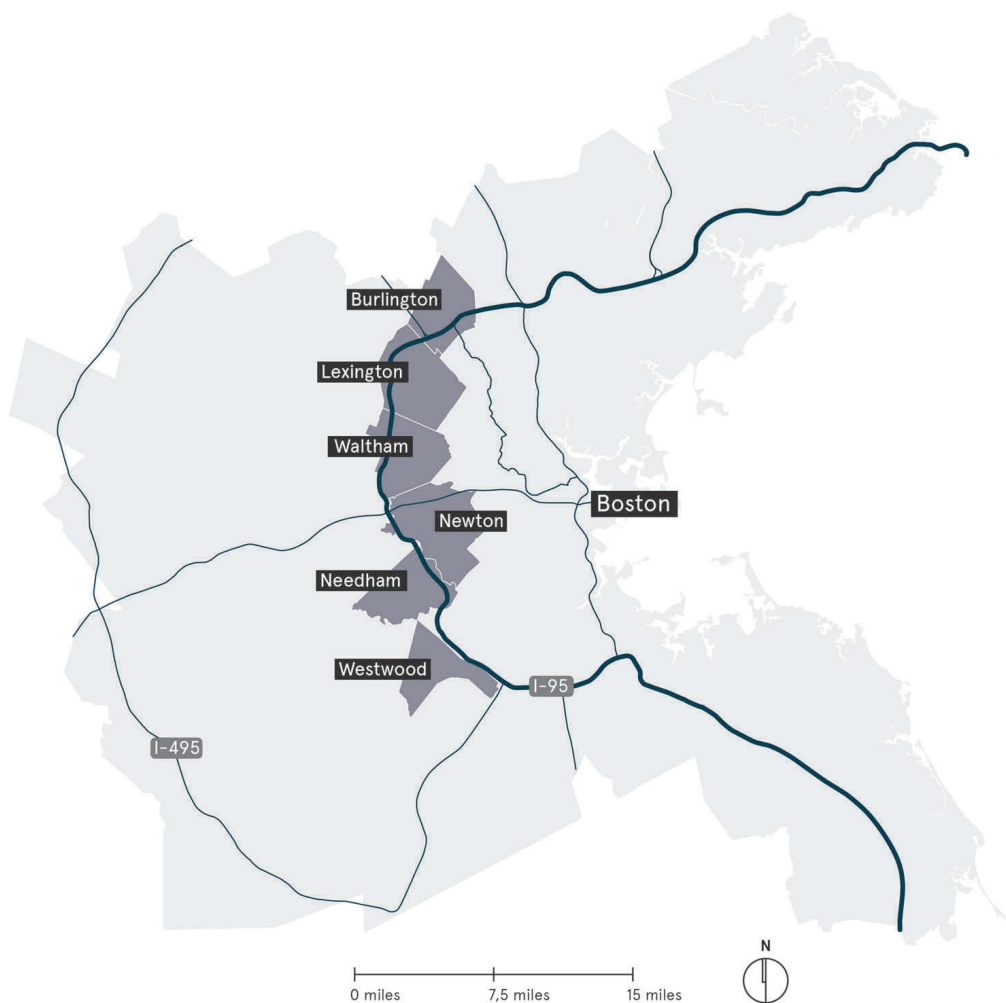 Burlington
Lexington
Waltham
Boston
Newton
Needham
Westwood
I-95
I-495
N
0 miles
7,5 miles
15 miles